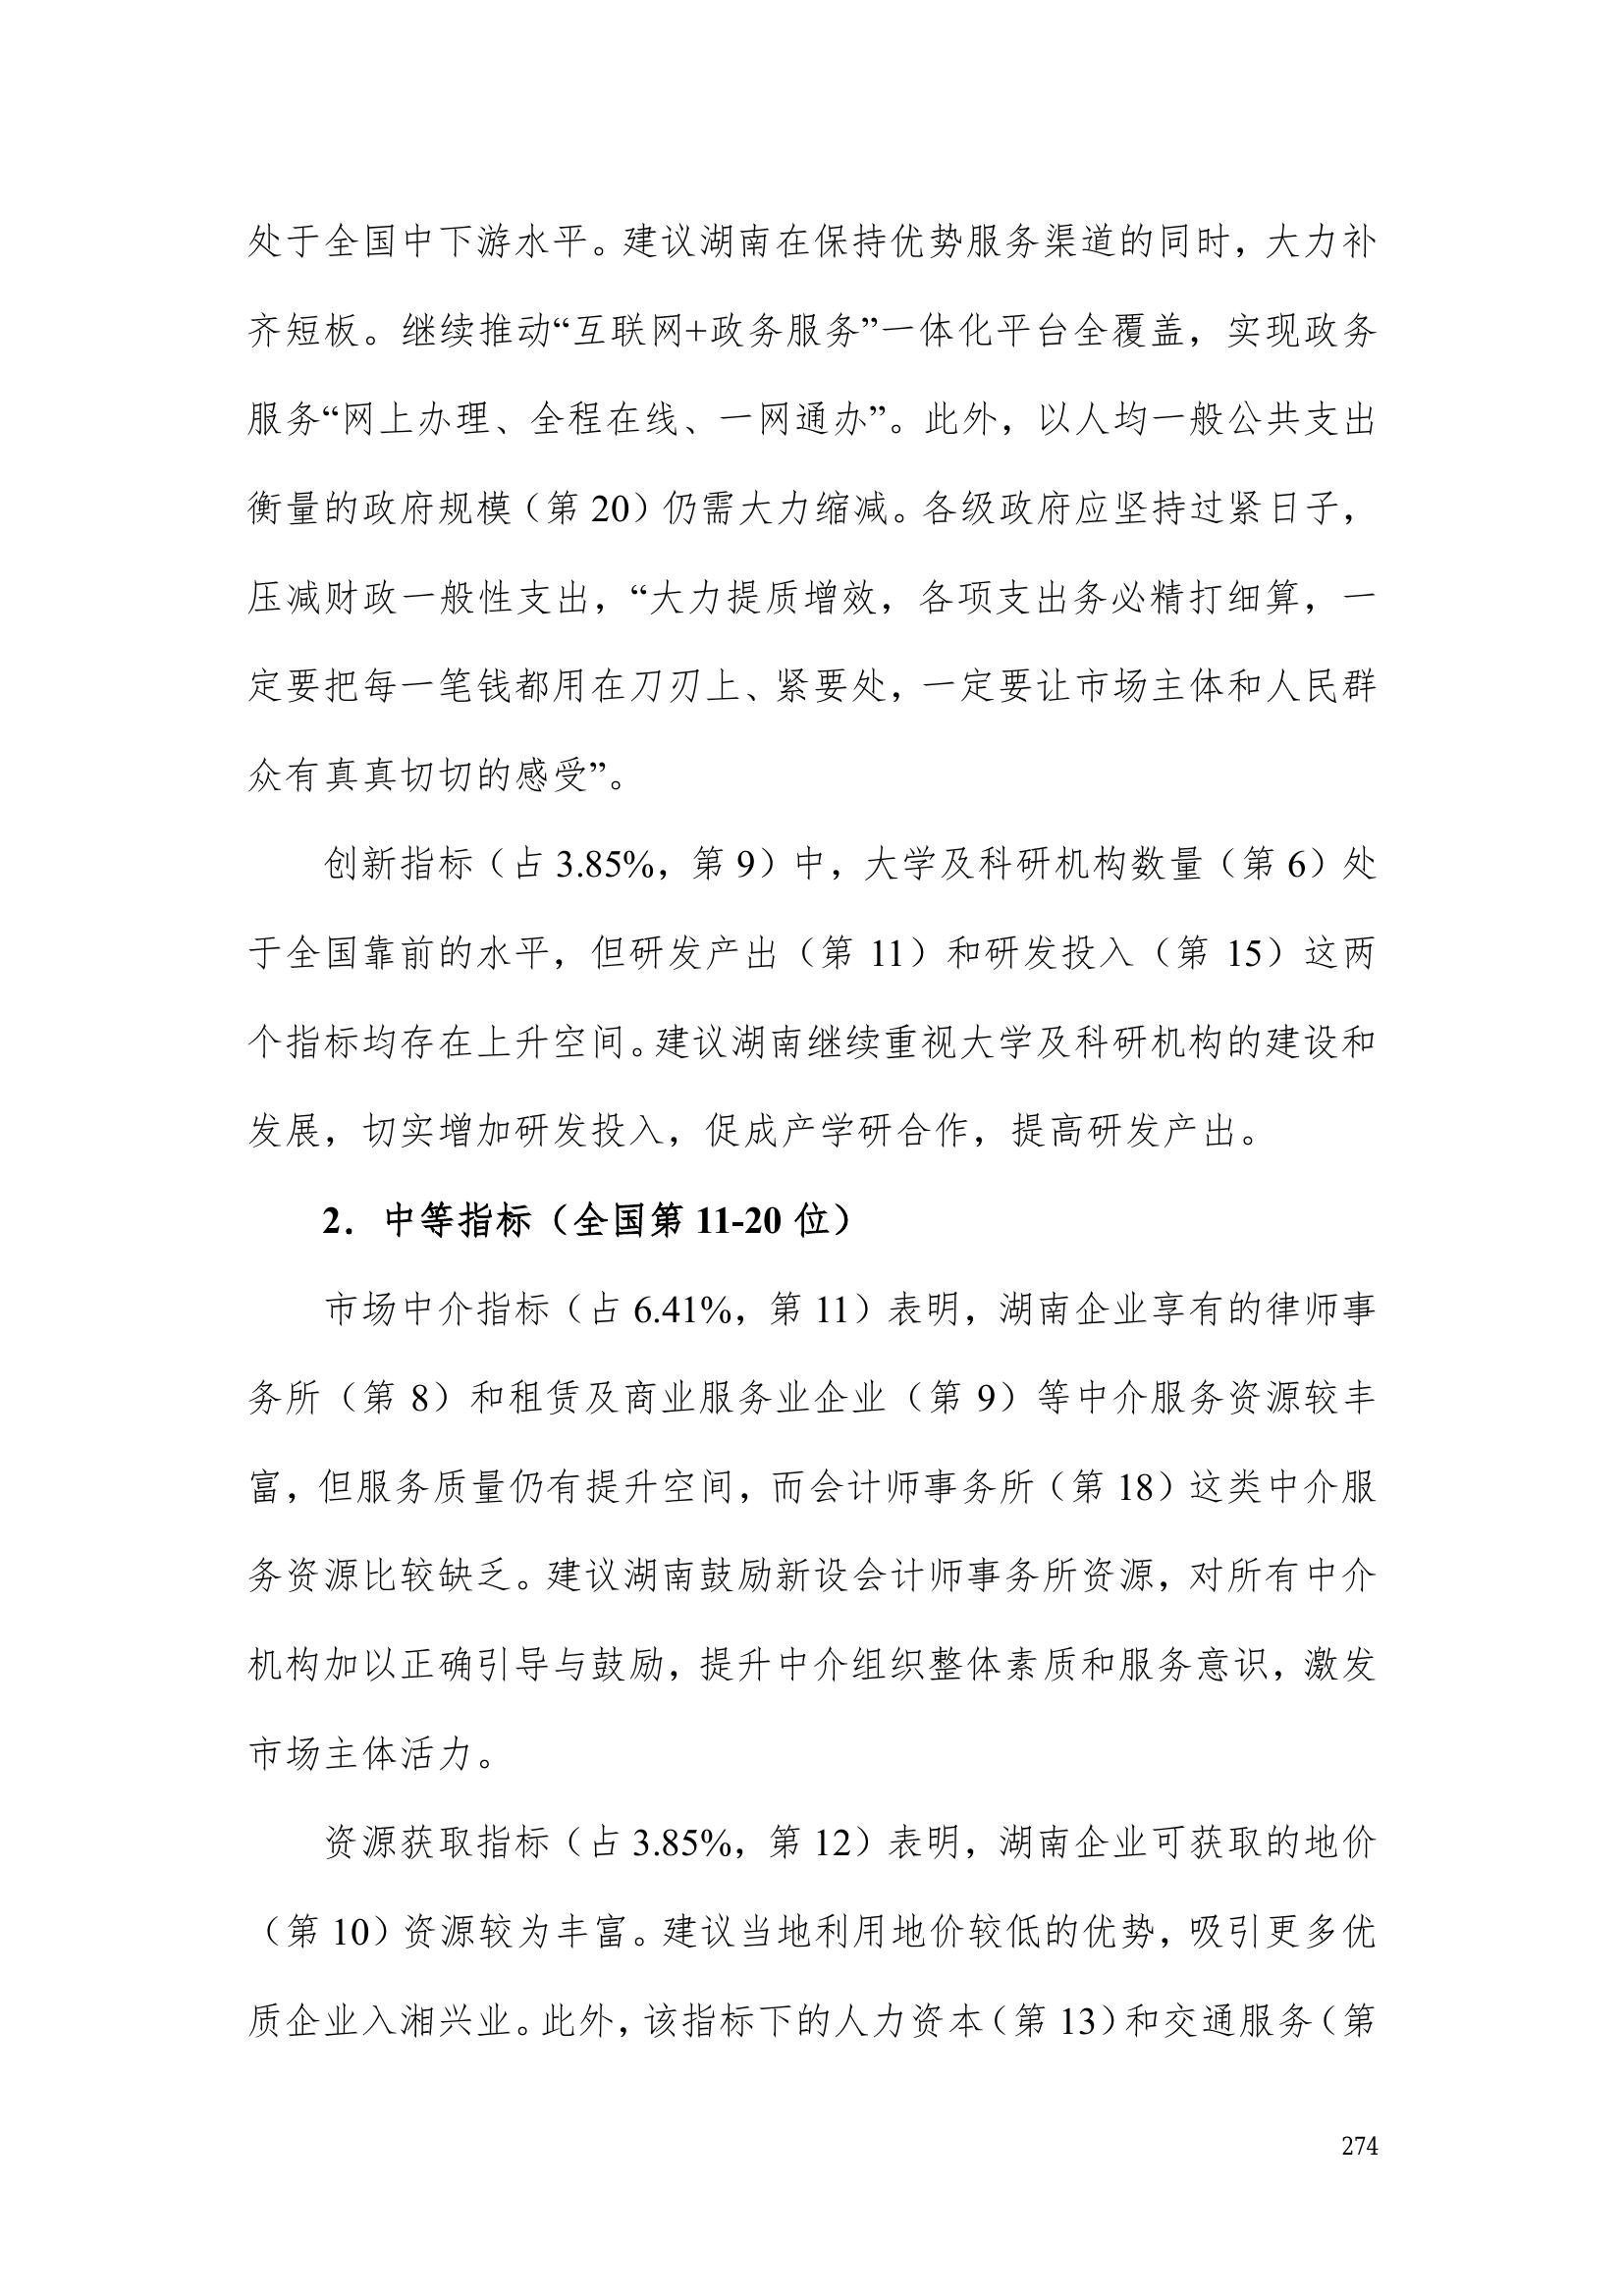 处于全国中下游水平。建议湖南在保持优势服务渠道的同时，大力补
齐短板。继续推动“互联网+政务服务”一体化平台全覆盖，实现政务
服务“网上办理、全程在线、一网通办”。此外，以人均一般公共支出
衡量的政府规模（第 20）仍需大力缩减。各级政府应坚持过紧日子，
压减财政一般性支出，“大力提质增效，各项支出务必精打细算，一
定要把每一笔钱都用在刀刃上、紧要处，一定要让市场主体和人民群
众有真真切切的感受”。
创新指标（占 3.85%，第 9）中，大学及科研机构数量（第 6）处
于全国靠前的水平，但研发产出（第 11）和研发投入（第 15）这两
个指标均存在上升空间。建议湖南继续重视大学及科研机构的建设和
发展，切实增加研发投入，促成产学研合作，提高研发产出。
2．中等指标（全国第 11-20 位）
市场中介指标（占 6.41%，第 11）表明，湖南企业享有的律师事
务所（第 8）和租赁及商业服务业企业（第 9）等中介服务资源较丰
富，但服务质量仍有提升空间，而会计师事务所（第 18）这类中介服
务资源比较缺乏。建议湖南鼓励新设会计师事务所资源，对所有中介
机构加以正确引导与鼓励，提升中介组织整体素质和服务意识，激发
市场主体活力。
资源获取指标（占 3.85%，第 12）表明，湖南企业可获取的地价
（第 10）资源较为丰富。建议当地利用地价较低的优势，吸引更多优
质企业入湘兴业。此外，该指标下的人力资本（第 13）和交通服务（第
274